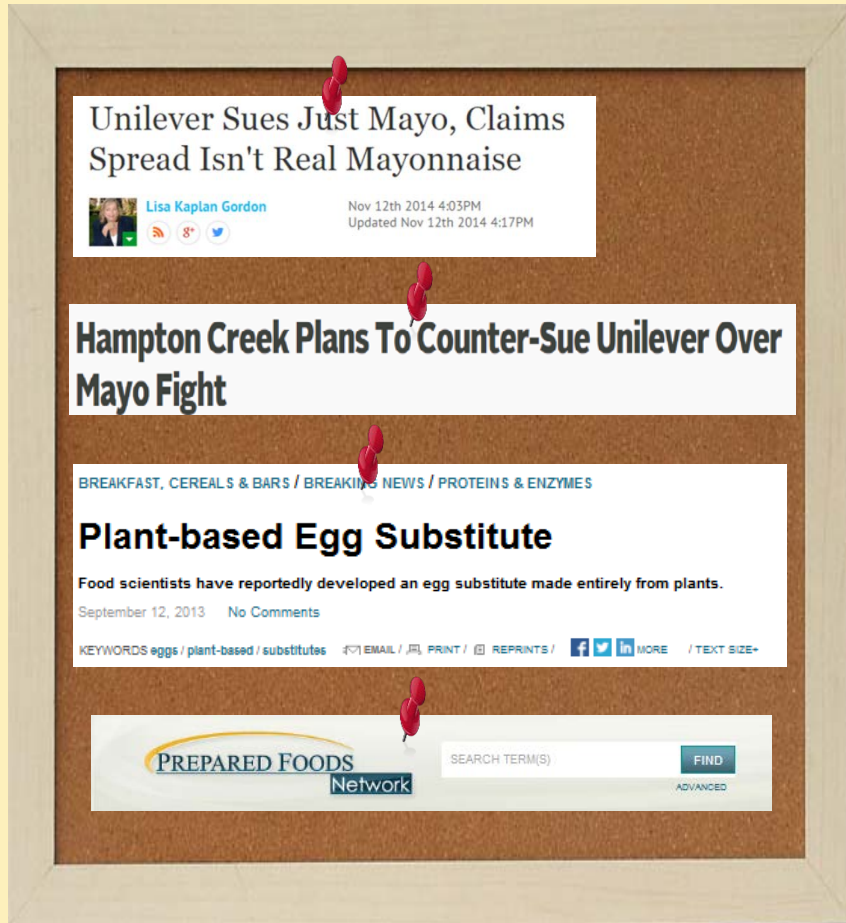 Unilever Sues Just Mayo, Claims
Spread Isn't Real Mayonnaise
Lisa Kaplan Gordon
Nov 12th 2014 4:03PM
Updated Nov 12th 2014 4:17PM
Hampton Creek Plans To Counter-Sue Unilever Over
Mayo Fight
BREAKFAST, CEREALS & BARS / BREAKING NEWS / PROTEINS & ENZYMES
Plant-based Egg Substitute
Food scientists have reportedly developed an egg substitute made entirely from plants.
September 12, 2013 No Comments
KEYWORDS eggs / plant-based / substitutes EMAIL / PRINT / REPRINTS / f in MORE / TEXT SIZE+
PREPARED FOODS
Network
SEARCH TERM(S)
FIND
ADVANCED